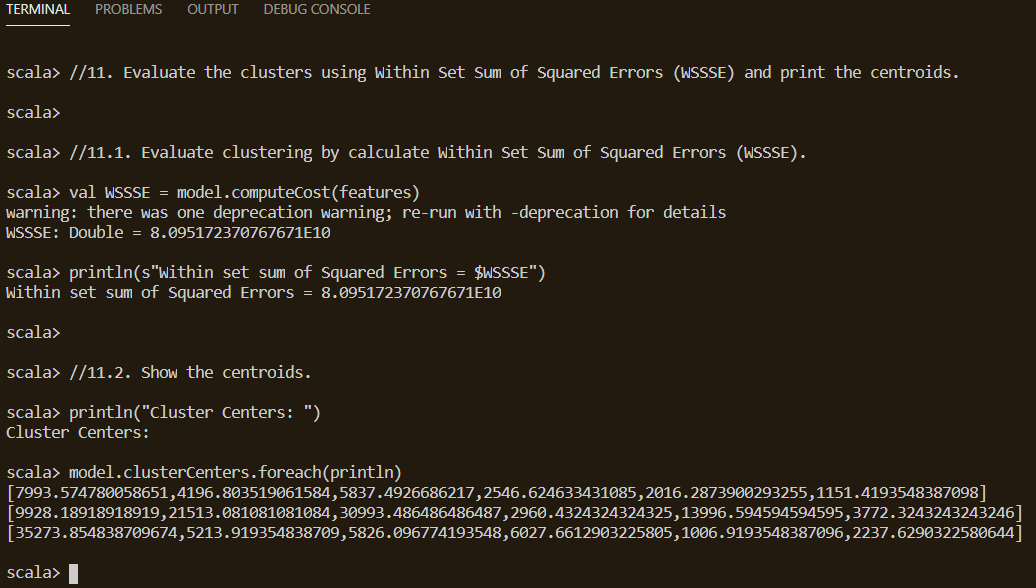 TERMINAL PROBLEMS OUTPUT DEBUG CONSOLE
scala> //11. Evaluate the clusters using Within Set Sum of Squared Errors (WSSSE) and print the centroids.
scala>
scala> //11.1. Evaluate clustering by calculate Within Set Sum of Squared Errors (WSSSE).
scala> val WSSSE = model.computeCost(features)
warning: there was one deprecation warning; re-run with -deprecation for details
WSSSE: Double = 8.095172370767671E10
scala> println(s"Within set sum of Squared Errors = $WSSSE")
Within set sum of Squared Errors = 8.095172370767671E10
scala>
scala> //11.2. Show the centroids.
scala> println("Cluster Centers: ")
Cluster Centers:
scala> model.clusterCenters.foreach(println)
[7993.574780058651,4196.803519061584,5837.4926686217,2546.624633431085,2016.2873900293255,1151.4193548387098]
[9928.18918918919,21513.081081081084,30993.486486486487,2960.4324324324325,13996.594594594595,3772.3243243243246]
[35273.854838709674,5213.919354838709,5826.096774193548,6027.6612903225805,1006.9193548387096,2237.6290322580644]
scala>